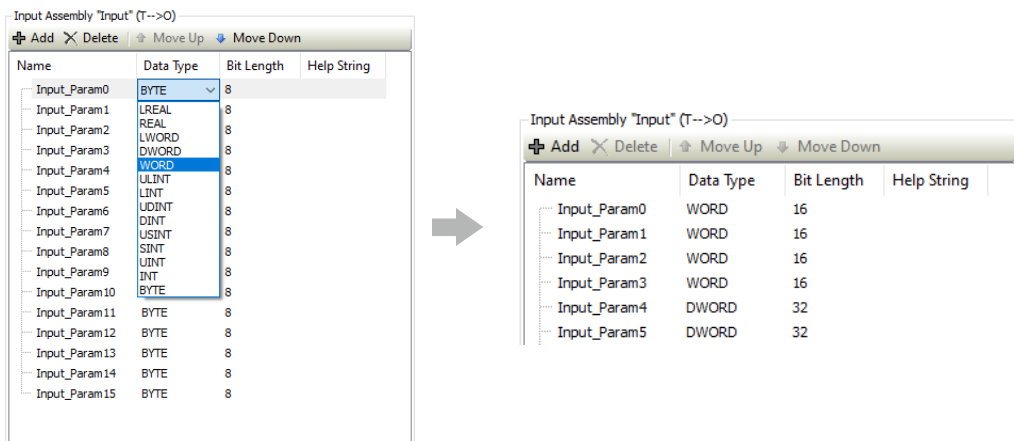 Input Assembly "Input" (T-->O)
Add Delete Move Up Move Down
Name Data Type Bit Length Help String
Input_Param0 BYTE 8
Input_Param1 LREAL 8
REAL
Input_Param2 LWORD 8
Input_Param3 DWORD 8
Input_Param4 WORD 8
ULINT
Input_Param5 LINT 8
Input_Param6 UDINT 8
DINT
Input_Param7 USINT 8
Input_Param8 SINT 8
UINT
Input_Param9 INT 8
Input_Param10 BYTE 8
Input_Param11 BYTE 8
Input_Param12 BYTE 8
Input_Param13 BYTE 8
Input_Param14 BYTE 8
Input_Param15 BYTE 8
Input Assembly "Input" (T-->O)
Add Delete Move Up Move Down
Name Data Type Bit Length Help String
Input_Param0 WORD 16
Input_Param1 WORD 16
Input_Param2 WORD 16
Input_Param3 WORD 16
Input_Param4 DWORD 32
Input_Param5 DWORD 32